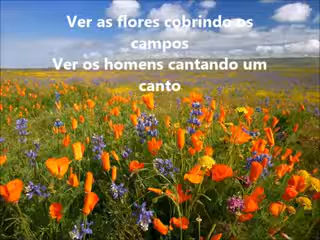 Ver as flores cobrindo os
campos
Ver os homens cantando um
canto